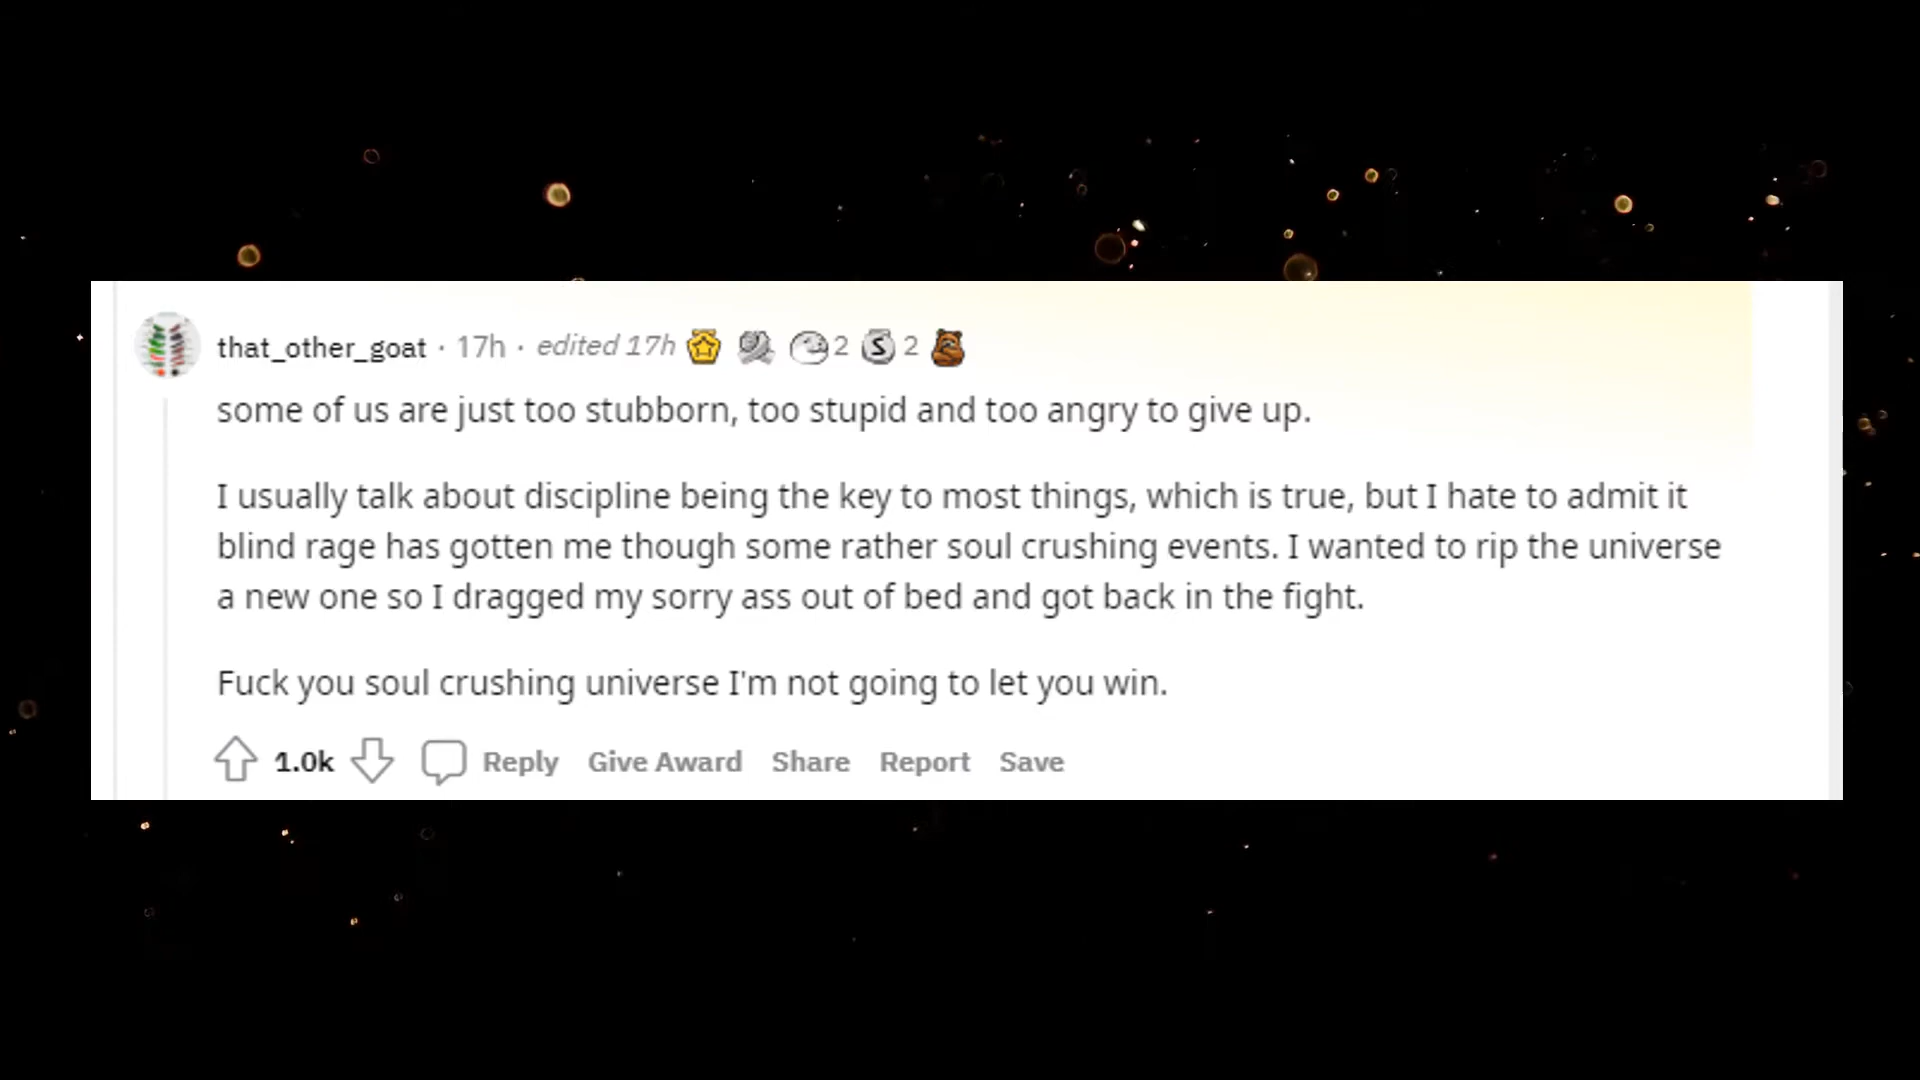 that_other_goat · 17h · edited 17h 2 S 2
some of us are just too stubborn, too stupid and too angry to give up.
I usually talk about discipline being the key to most things, which is true, but I hate to admit it
blind rage has gotten me though some rather soul crushing events. I wanted to rip the universe
a new one so I dragged my sorry ass out of bed and got back in the fight.
Fuck you soul crushing universe I'm not going to let you win.
1.0k Reply Give Award Share Report Save